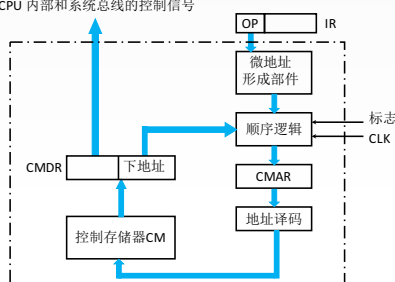 CPU 内部和系统总线的控制信号
OP
IR
微地址
形成部件
顺序逻辑
标志
CLK
CMDR
下地址
CMAR
地址译码
控制存储器CM